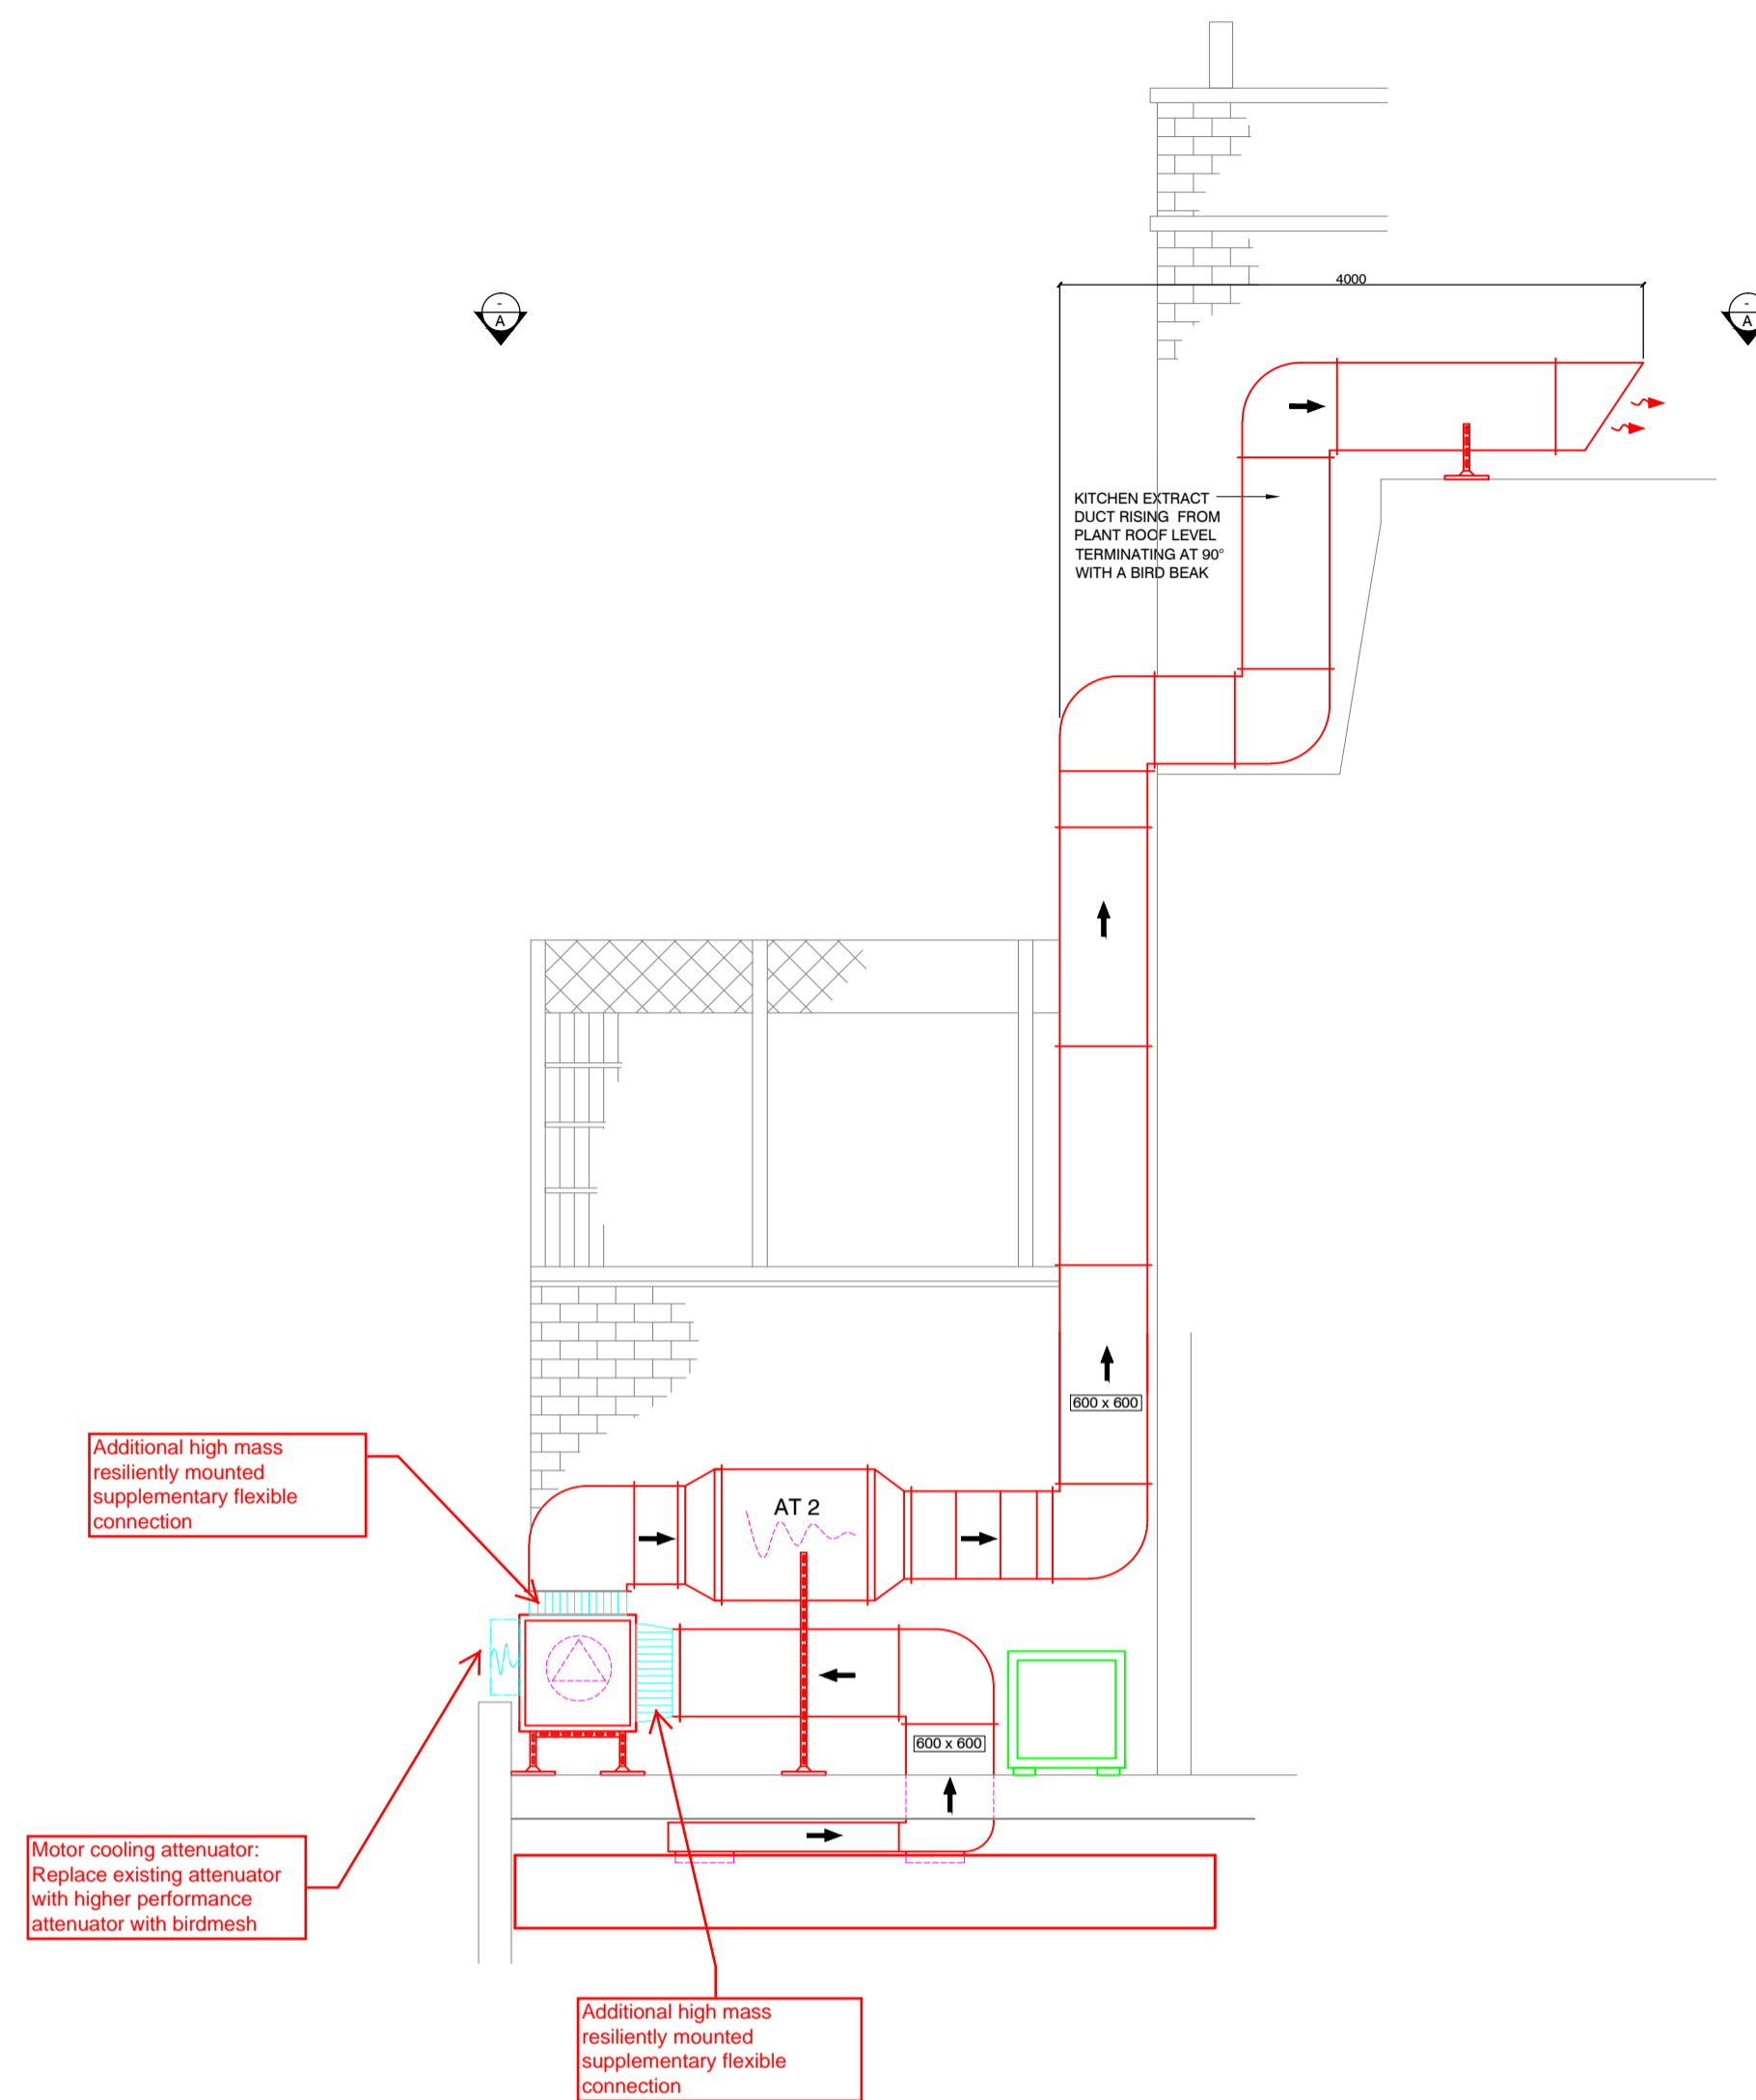 4000
-
A
-
A
KITCHEN EXTRACT
DUCT RISING FROM
PLANT ROOF LEVEL
TERMINATING AT 90°
WITH A BIRD BEAK
600 x 600
Additional high mass
resiliently mounted
supplementary flexible
connection
AT 2
600 x 600
Motor cooling attenuator:
Replace existing attenuator
with higher performance
attenuator with birdmesh
Additional high mass
resiliently mounted
supplementary flexible
connection